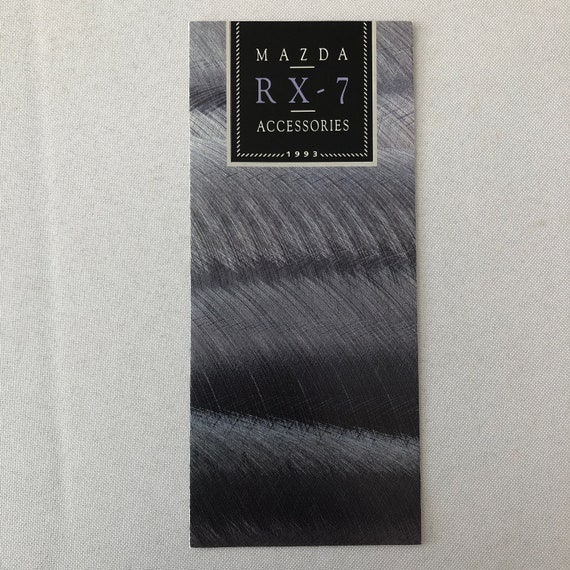 MAZDA
RX-7
ACCESSORIES
1993